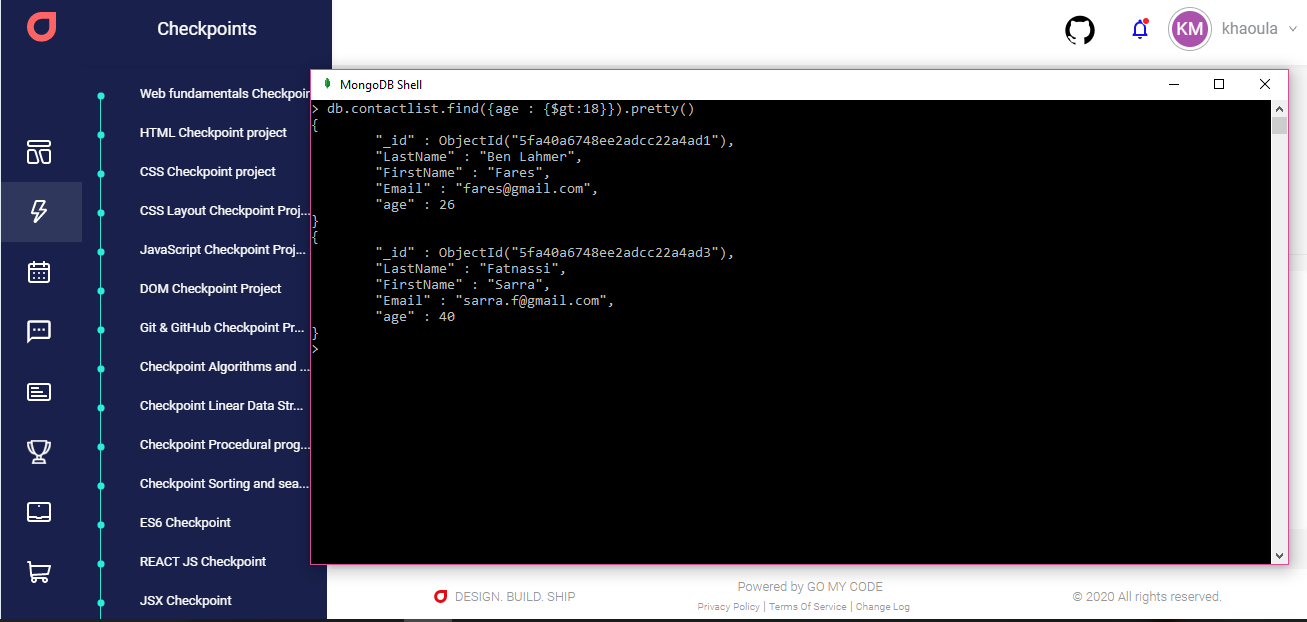 Checkpoints
KM khaoula
Web fundamentals Checkpoin
HTML Checkpoint project
CSS Checkpoint project
CSS Layout Checkpoint Proj...
JavaScript Checkpoint Proj...
DOM Checkpoint Project
Git & GitHub Checkpoint Pr...
Checkpoint Algorithms and ...
Checkpoint Linear Data Str...
Checkpoint Procedural prog...
Checkpoint Sorting and sea...
ES6 Checkpoint
REACT JS Checkpoint
JSX Checkpoint
MongoDB Shell
> db.contactlist.find({age : {$gt:18}}).pretty()
{
"_id" : ObjectId("5fa40a6748ee2adcc22a4ad1"),
"LastName" : "Ben Lahmer",
"FirstName" : "Fares",
"Email" : "fares@gmail.com",
"age" : 26
}
{
"_id" : ObjectId("5fa40a6748ee2adcc22a4ad3"),
"LastName" : "Fatnassi",
"FirstName" : "Sarra",
"Email" : "sarra.f@gmail.com",
"age" : 40
}
>
DESIGN. BUILD. SHIP
Powered by GO MY CODE
Privacy Policy | Terms Of Service | Change Log
© 2020 All rights reserved.